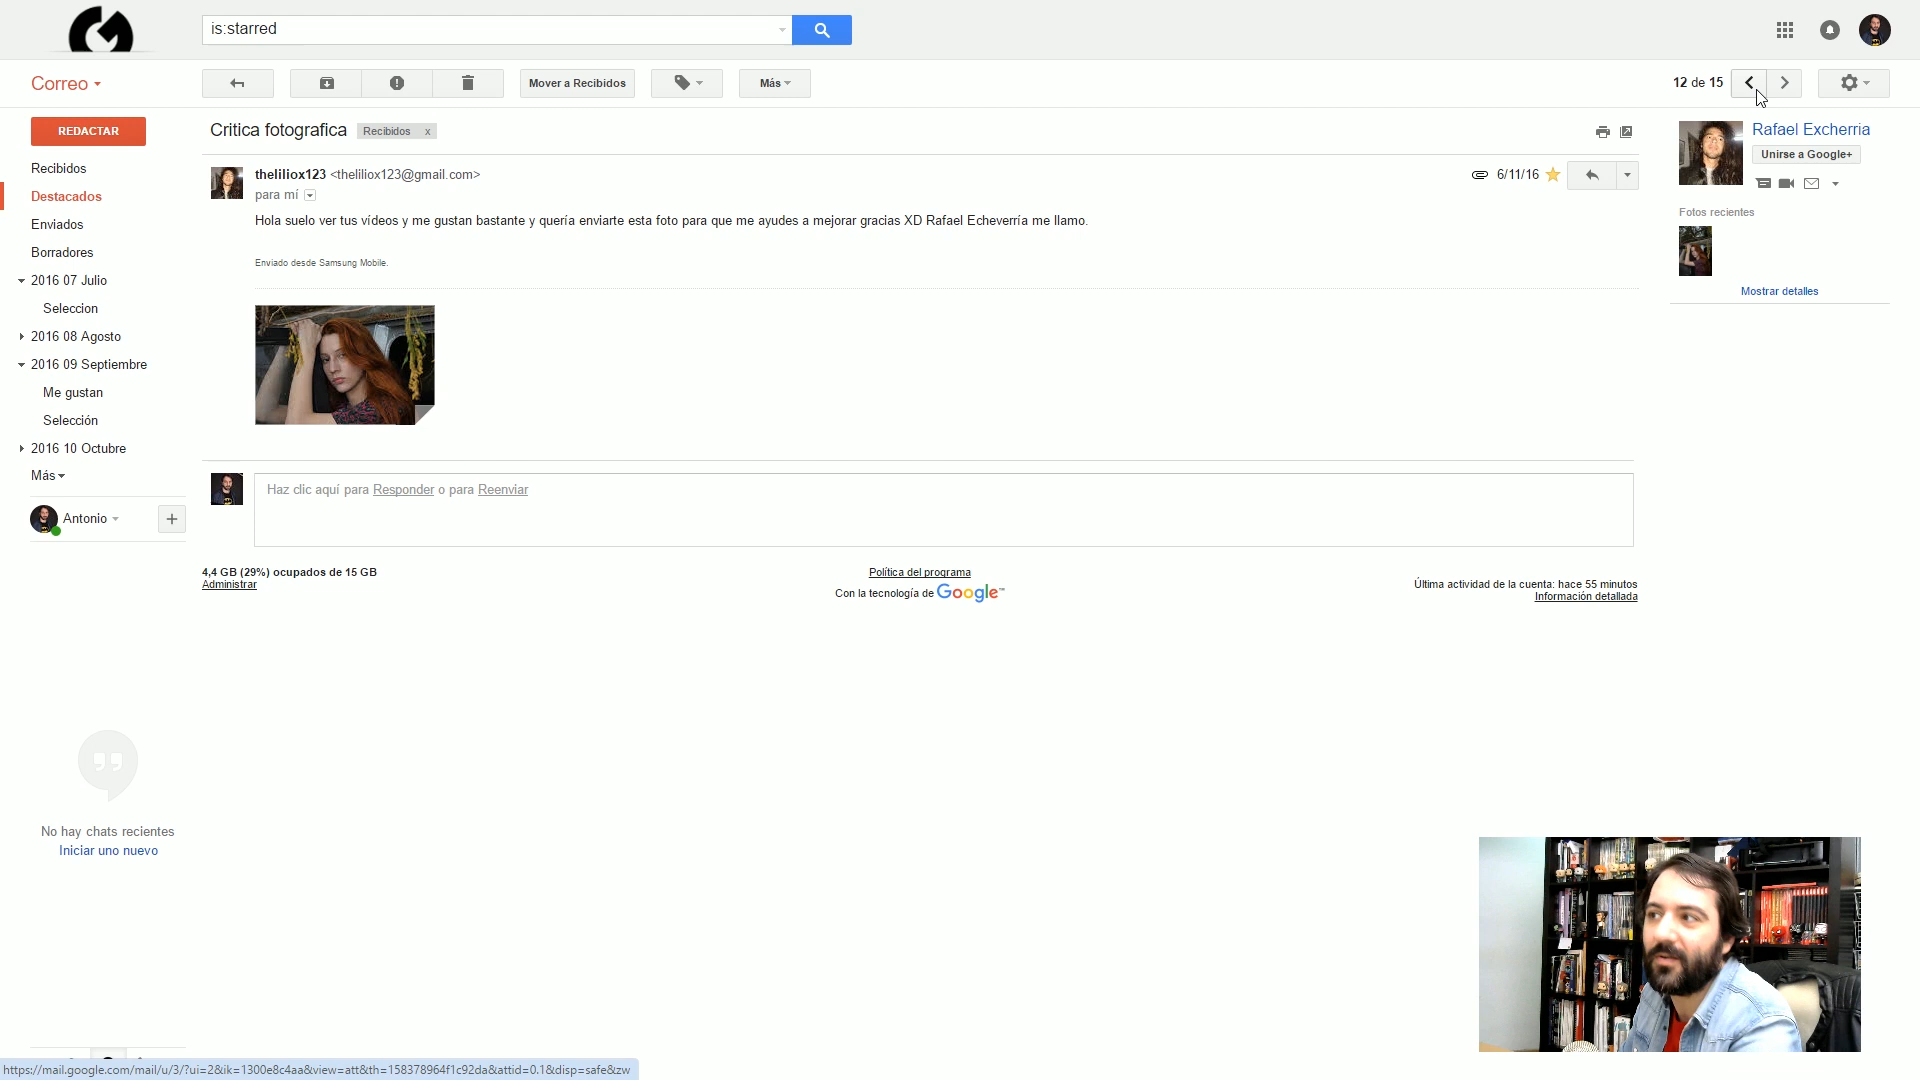 is:starred
Correo
Mover a Recibidos
Más
12 de 15
REDACTAR
Recibidos
Destacados
Enviados
Borradores
2016 07 Julio
Seleccion
2016 08 Agosto
2016 09 Septiembre
Me gustan
Selección
2016 10 Octubre
Más
Antonio
No hay chats recientes
Iniciar uno nuevo
Critica fotografica
Recibidos x
theliliox123 <theliliox123@gmail.com>
6/11/16
para mí
Hola suelo ver tus vídeos y me gustan bastante y quería enviarte esta foto para que me ayudes a mejorar gracias XD Rafael Echeverría me llamo.
Enviado desde Samsung Mobile.
Haz clic aquí para Responder o para Reenviar
4,4 GB (29%) ocupados de 15 GB
Administrar
Política del programa
Con la tecnología de Google™
Última actividad de la cuenta: hace 55 minutos
Información detallada
Rafael Excherria
Unirse a Google+
Fotos recientes
Mostrar detalles
https://mail.google.com/mail/u/3/?ui=2&ik=1300e8c4aa&view=att&th=158378964f1c92da&attid=0.1&disp=safe&zw